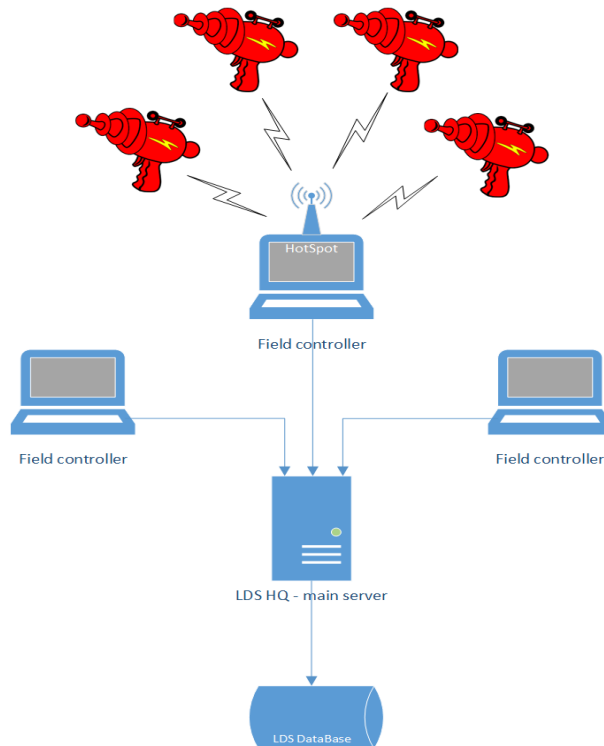 HotSpot
Field controller
Field controller
Field controller
LDS HQ - main server
LDS DataBase